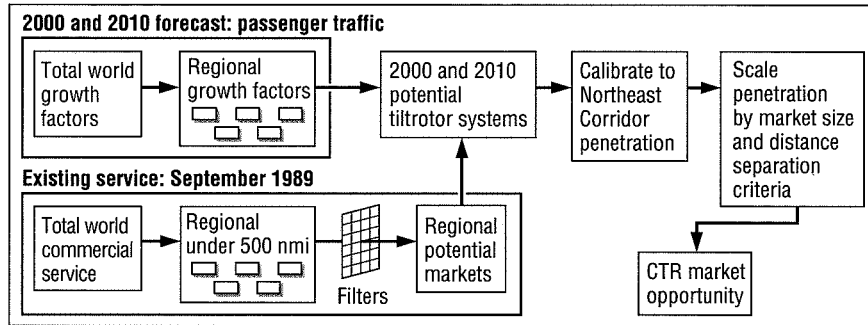 2000 and 2010 forecast: passenger traffic
Total world
growth
factors
Regional
growth factors
2000 and 2010
potential
tiltrotor systems
Calibrate to
Northeast
Corridor
penetration
Scale
penetration
by market size
and distance
separation
criteria
Existing service: September 1989
Total world
commercial
service
Regional
under 500 nmi
Filters
Regional
potential
markets
CTR market
opportunity